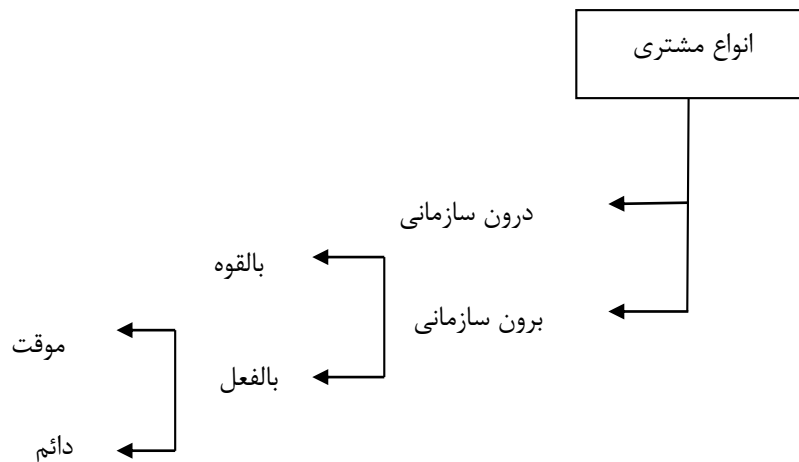 انواع مشتری
درون سازمانی
برون سازمانی
بالقوه
بالفعل
موقت
دائم